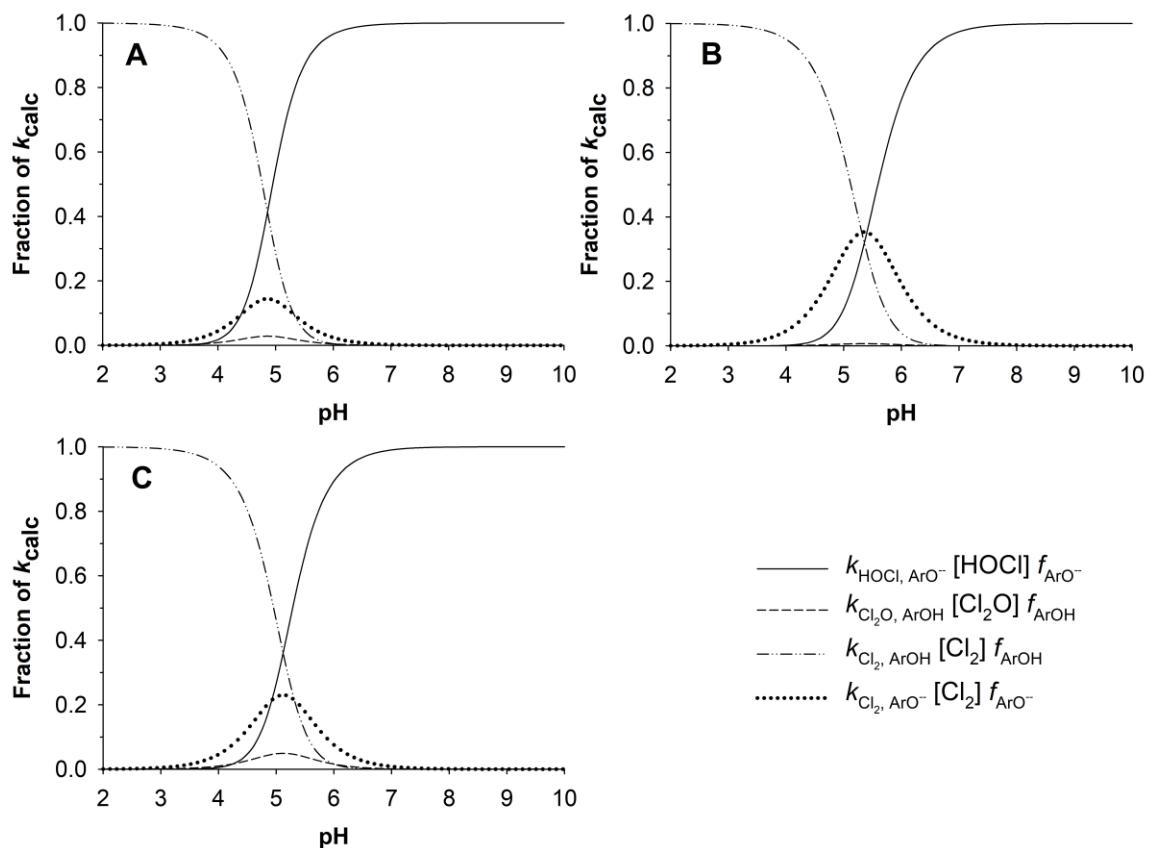 A
Fraction of kcalc
1.0
0.8
0.6
0.4
0.2
0.0
2 3 4 5 6 7 8 9 10
pH
B
Fraction of kcalc
1.0
0.8
0.6
0.4
0.2
0.0
2 3 4 5 6 7 8 9 10
pH
C
Fraction of kcalc
1.0
0.8
0.6
0.4
0.2
0.0
2 3 4 5 6 7 8 9 10
pH
kHOCl, ArO⁻ [HOCl] fArO⁻
kCl₂O, ArOH [Cl₂O] fArOH
kCl₂, ArOH [Cl₂] fArOH
kCl₂, ArO⁻ [Cl₂] fArO⁻